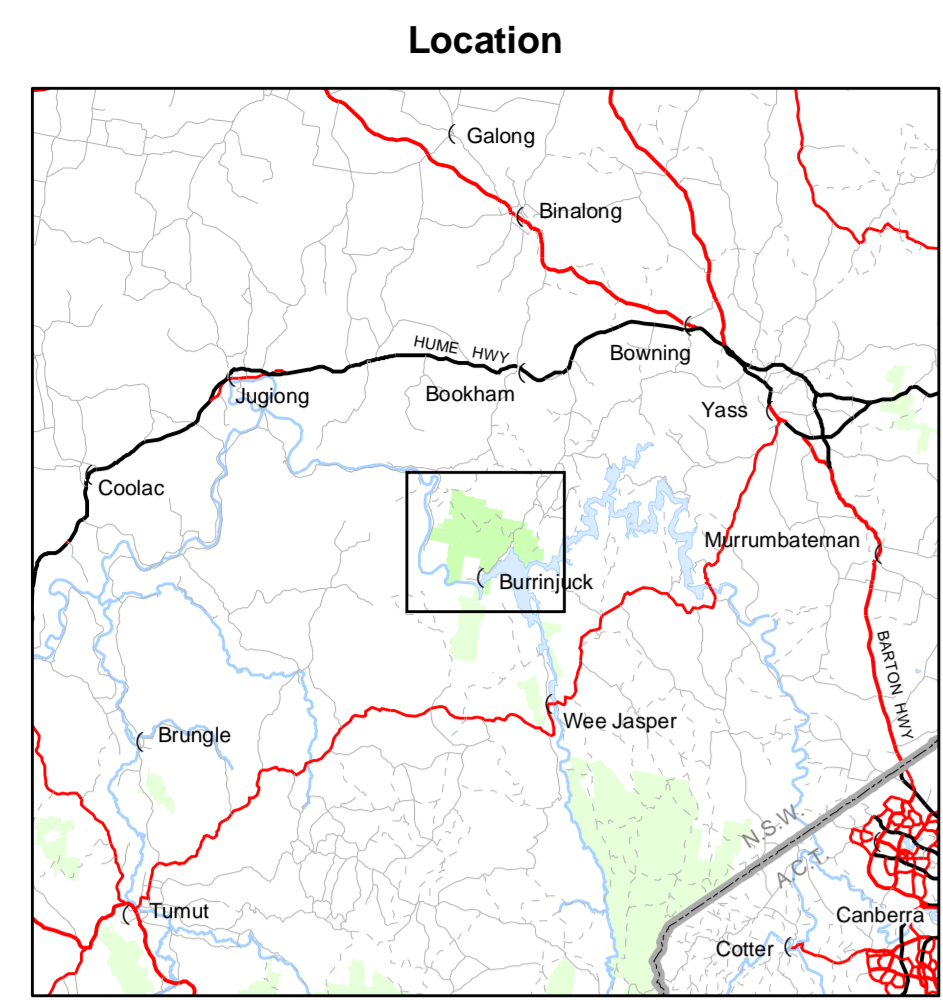 Location
Galong
Binalong
HUME HWY
Bowning
Bookham
Jugiong
Yass
Coolac
Murrumbateman
Burrinjuck
BARTON HWY
Wee Jasper
Brungle
N.S.W.
A.C.T.
Tumut
Canberra
Cotter